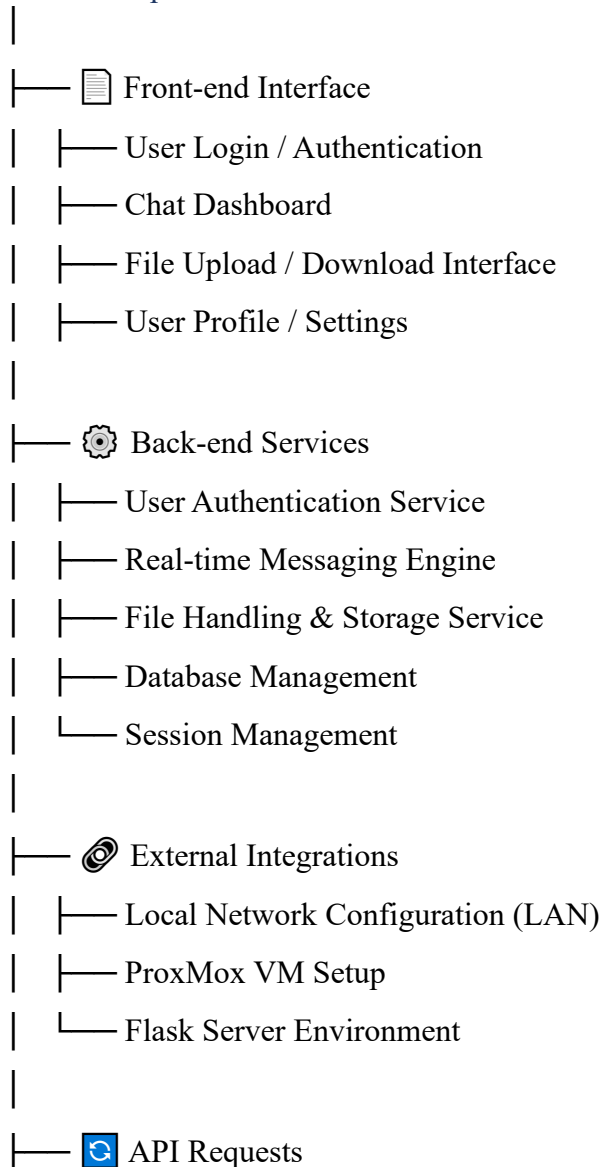 │
├── 📄 Front-end Interface
│ ├── User Login / Authentication
│ ├── Chat Dashboard
│ ├── File Upload / Download Interface
│ ├── User Profile / Settings
│
├── ⚙️ Back-end Services
│ ├── User Authentication Service
│ ├── Real-time Messaging Engine
│ ├── File Handling & Storage Service
│ ├── Database Management
│ └── Session Management
│
├── 🔗 External Integrations
│ ├── Local Network Configuration (LAN)
│ ├── ProxMox VM Setup
│ └── Flask Server Environment
│
├── 🔄 API Requests